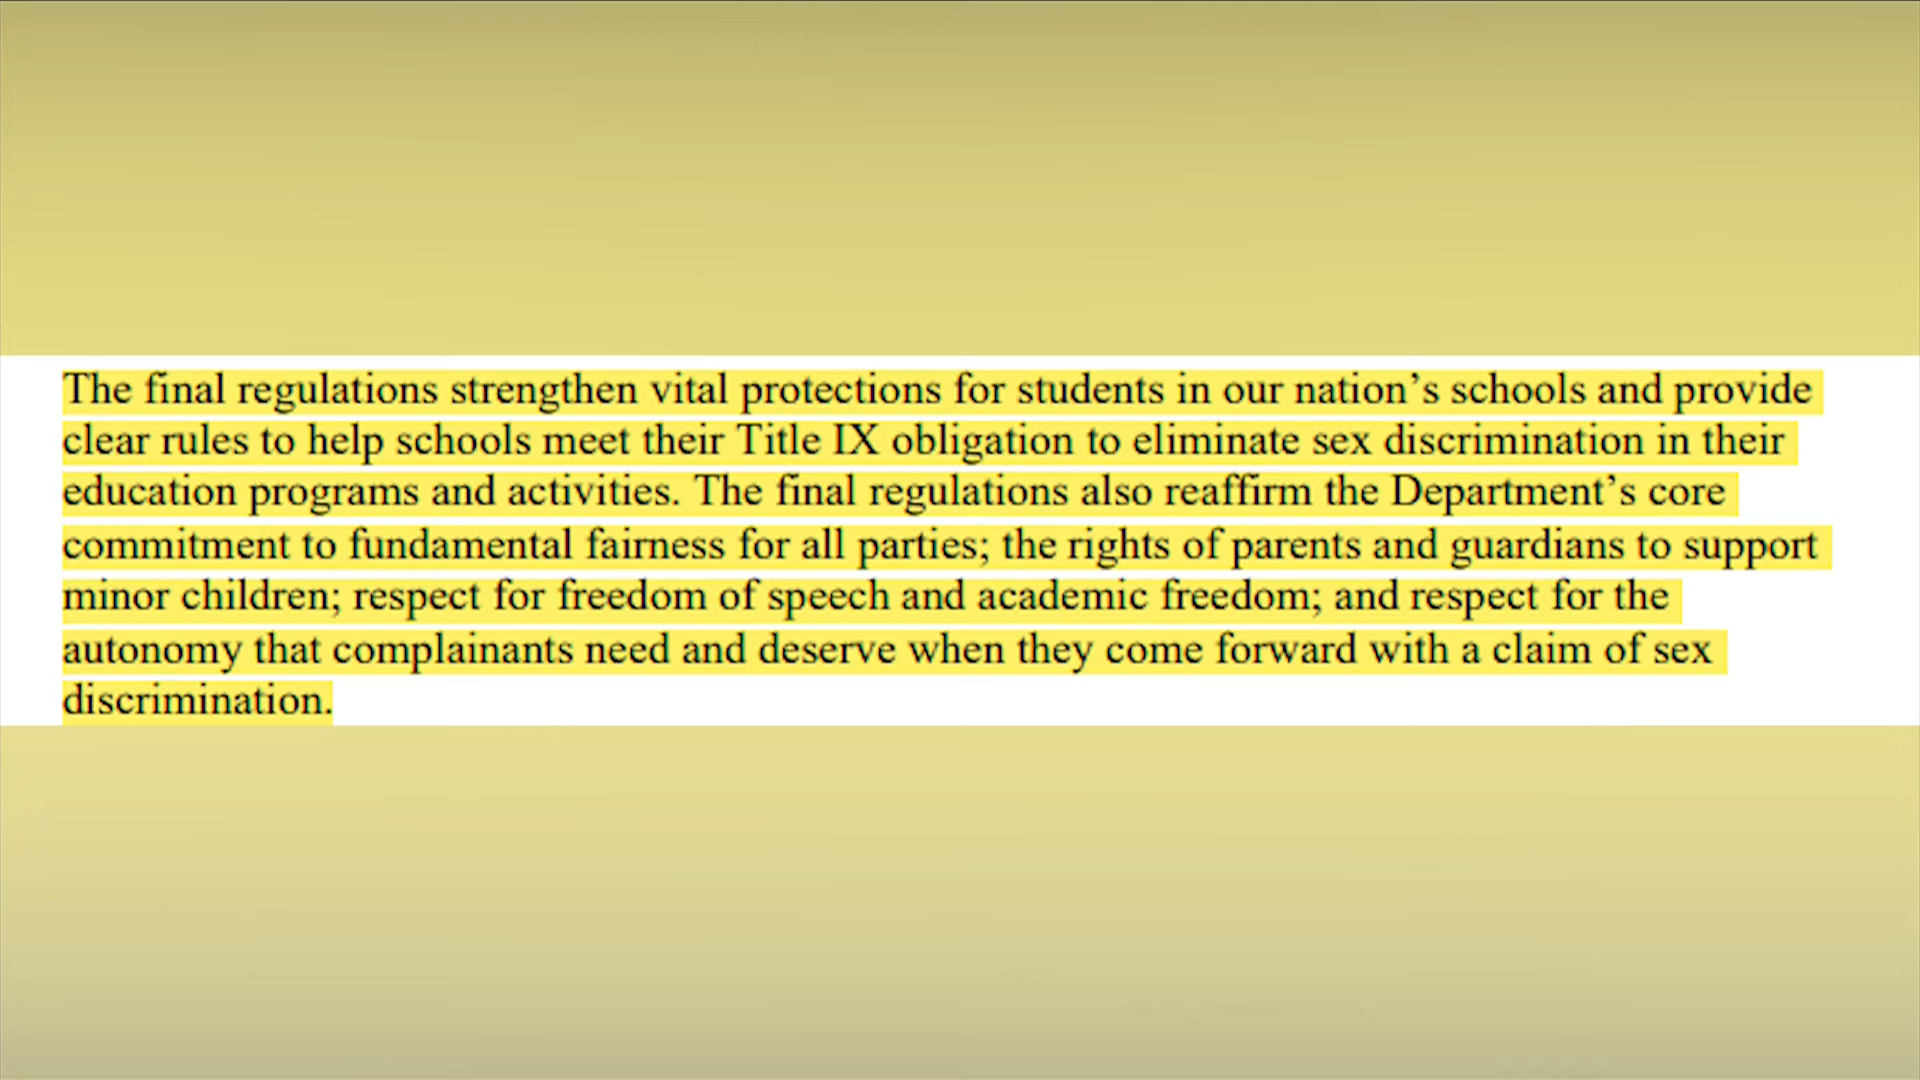 The final regulations strengthen vital protections for students in our nation’s schools and provide
clear rules to help schools meet their Title IX obligation to eliminate sex discrimination in their
education programs and activities. The final regulations also reaffirm the Department’s core
commitment to fundamental fairness for all parties; the rights of parents and guardians to support
minor children; respect for freedom of speech and academic freedom; and respect for the
autonomy that complainants need and deserve when they come forward with a claim of sex
discrimination.